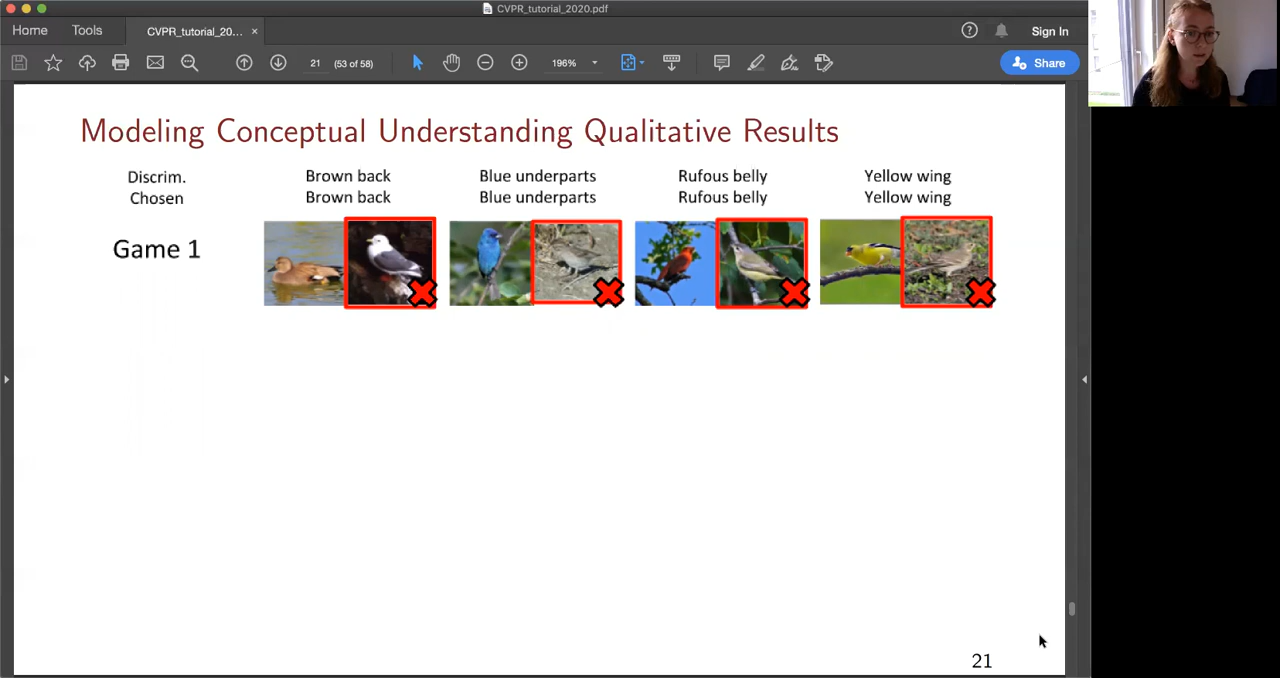 CVPR_tutorial_2020.pdf
Home Tools CVPR_tutorial_20... × Sign In
21 (53 of 58) 196% Share
Modeling Conceptual Understanding Qualitative Results
Discrim. Brown back Blue underparts Rufous belly Yellow wing
Chosen Brown back Blue underparts Rufous belly Yellow wing
Game 1
21